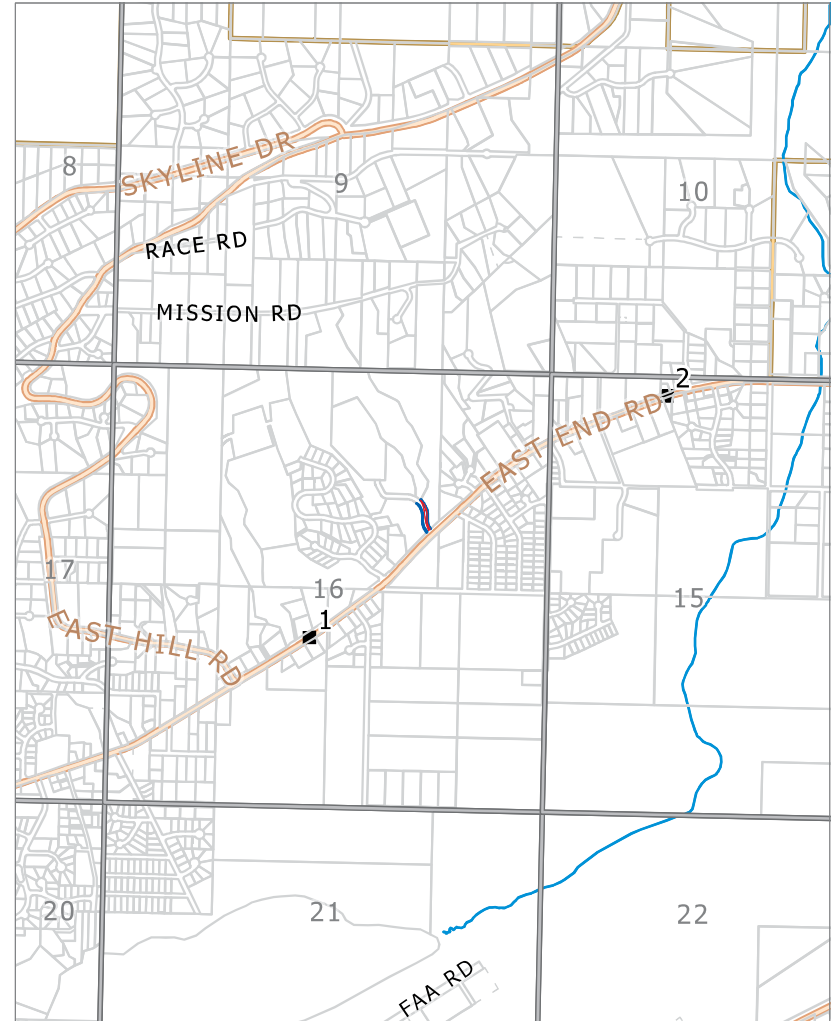 SKYLINE DR
8
9
10
RACE RD
MISSION RD
2
EAST END RD
17
16
15
1
EAST HILL RD
20
21
22
FAA RD